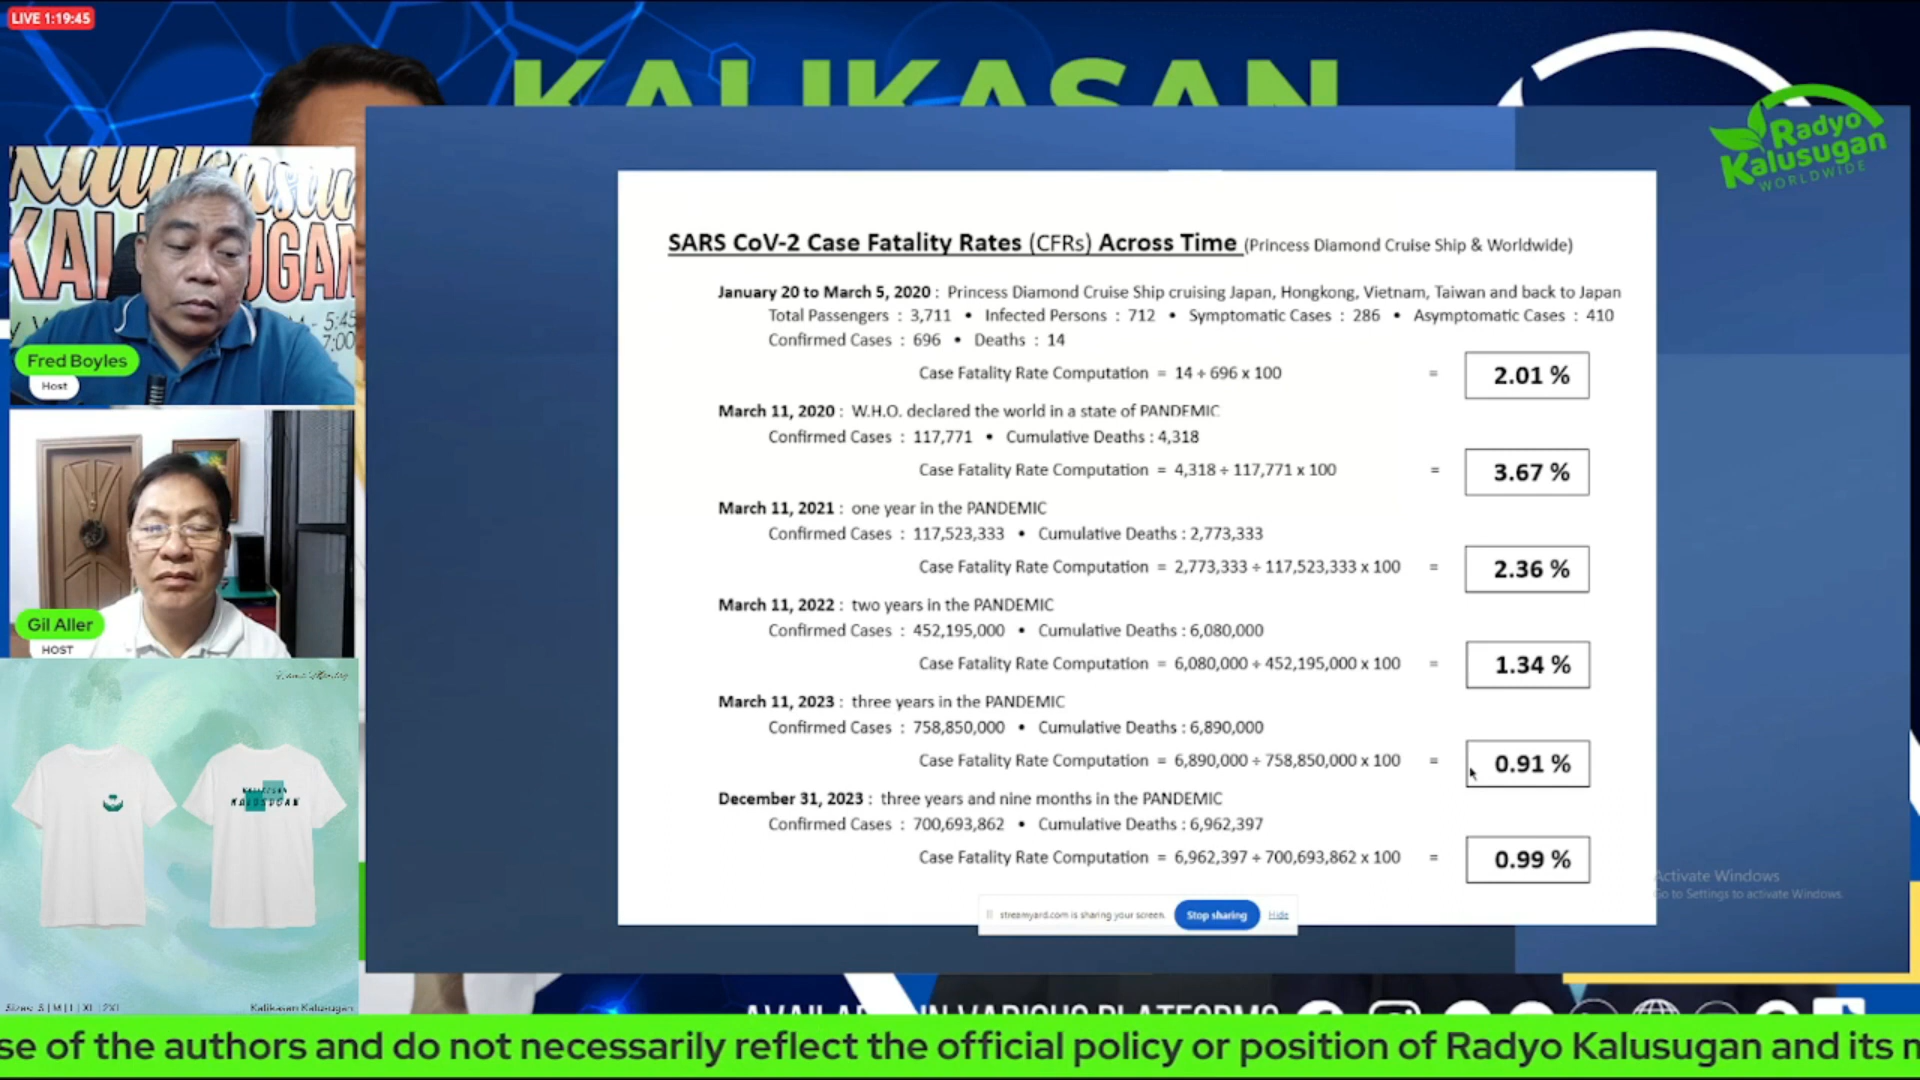 LIVE 1:19:45
KALIKASAN
Radyo
Kalusugan
WORLDWIDE
Fred Boyles
Host
5:45
7:00
Gil Aller
HOST
SARS CoV-2 Case Fatality Rates (CFRs) Across Time (Princess Diamond Cruise Ship & Worldwide)
January 20 to March 5, 2020 : Princess Diamond Cruise Ship cruising Japan, Hongkong, Vietnam, Taiwan and back to Japan
Total Passengers : 3,711 • Infected Persons : 712 • Symptomatic Cases : 286 • Asymptomatic Cases : 410
Confirmed Cases : 696 • Deaths : 14
Case Fatality Rate Computation = 14 ÷ 696 x 100 = 2.01 %
March 11, 2020 : W.H.O. declared the world in a state of PANDEMIC
Confirmed Cases : 117,771 • Cumulative Deaths : 4,318
Case Fatality Rate Computation = 4,318 ÷ 117,771 x 100 = 3.67 %
March 11, 2021 : one year in the PANDEMIC
Confirmed Cases : 117,523,333 • Cumulative Deaths : 2,773,333
Case Fatality Rate Computation = 2,773,333 ÷ 117,523,333 x 100 = 2.36 %
March 11, 2022 : two years in the PANDEMIC
Confirmed Cases : 452,195,000 • Cumulative Deaths : 6,080,000
Case Fatality Rate Computation = 6,080,000 ÷ 452,195,000 x 100 = 1.34 %
March 11, 2023 : three years in the PANDEMIC
Confirmed Cases : 758,850,000 • Cumulative Deaths : 6,890,000
Case Fatality Rate Computation = 6,890,000 ÷ 758,850,000 x 100 = 0.91 %
December 31, 2023 : three years and nine months in the PANDEMIC
Confirmed Cases : 700,693,862 • Cumulative Deaths : 6,962,397
Case Fatality Rate Computation = 6,962,397 ÷ 700,693,862 x 100 = 0.99 %
streamyard.com is sharing your screen. Stop sharing Hide
Activate Windows
Go to Settings to activate Windows.
KALUSUGAN
Sizes: S | M | L | XL | 2XL
Kalikasan Kalusugan
AVAILABLE IN VARIOUS PLATFORMS
se of the authors and do not necessarily reflect the official policy or position of Radyo Kalusugan and its